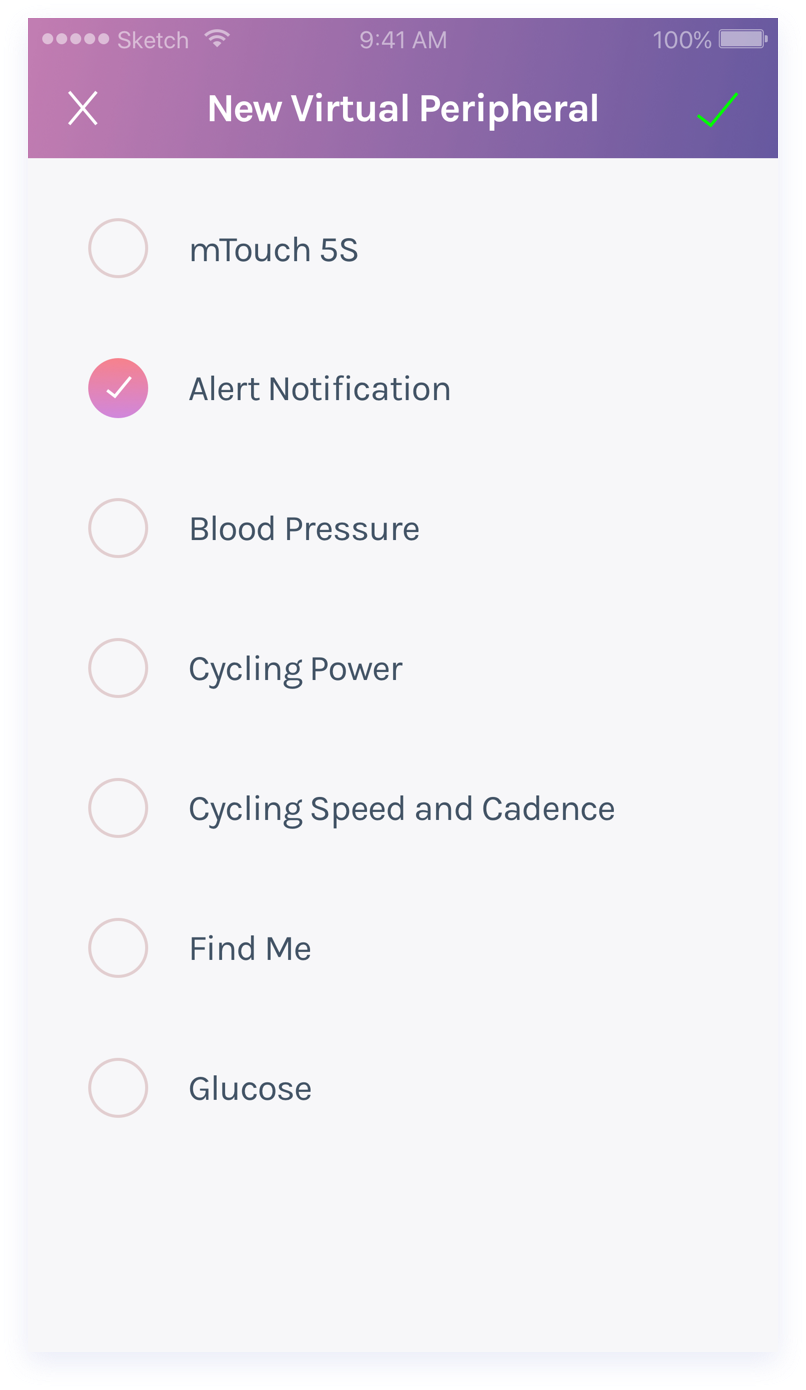 Sketch 9:41 AM 100%
New Virtual Peripheral
mTouch 5S
Alert Notification
Blood Pressure
Cycling Power
Cycling Speed and Cadence
Find Me
Glucose